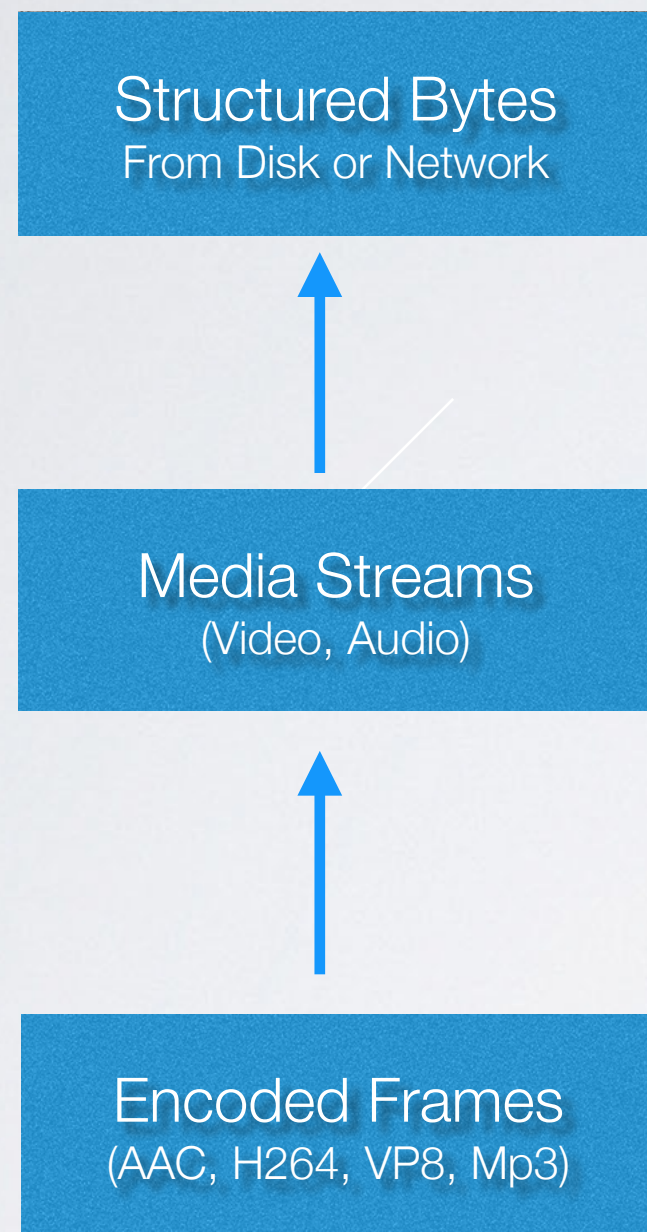 Structured Bytes
From Disk or Network
Media Streams
(Video, Audio)
Encoded Frames
(AAC, H264, VP8, Mp3)